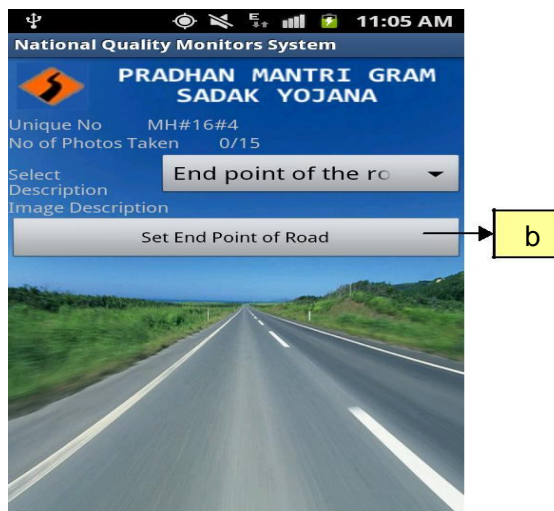 11:05 AM
National Quality Monitors System
PRADHAN MANTRI GRAM
SADAK YOJANA
Unique No MH#16#4
No of Photos Taken 0/15
Select
Description
End point of the ro
Image Description
Set End Point of Road
b